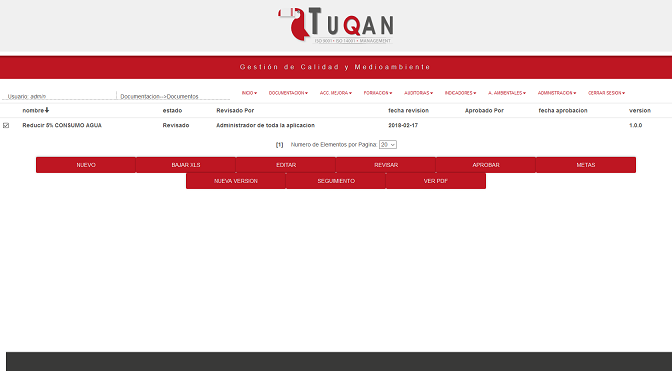 TUQAN
ISO 9001 • ISO 14001 • MANAGEMENT
Gestión de Calidad y Medioambiente
Usuario: admin
Documentacion-->Documentos
INICIO DOCUMENTACION ACC. MEJORA FORMACION AUDITORIAS INDICADORES A. AMBIENTALES ADMINISTRACION CERRAR SESION
nombre estado Revisado Por fecha revision Aprobado Por fecha aprobacion version
Reducir 5% CONSUMO AGUA Revisado Administrador de toda la aplicacion 2018-02-17 1.0.0
[1] Numero de Elementos por Pagina: 20
NUEVO BAJAR XLS EDITAR REVISAR APROBAR METAS
NUEVA VERSION SEGUIMIENTO VER PDF